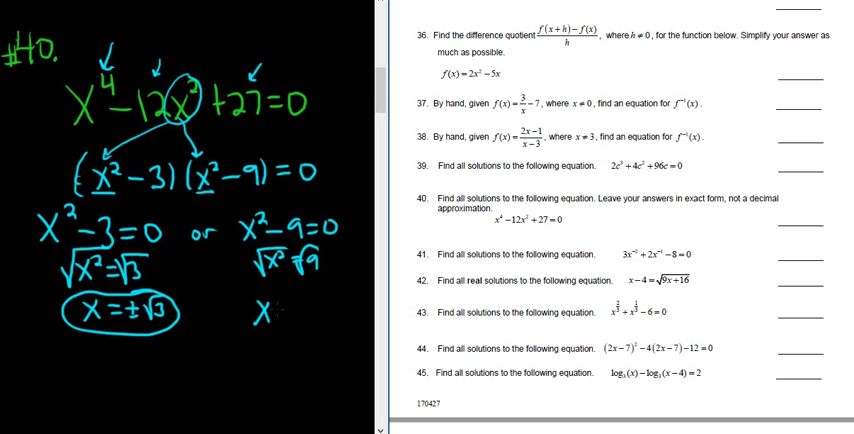 #40.
x⁴ − 12x² + 27 = 0
(x² − 3)(x² − 9) = 0
x² − 3 = 0 or x² − 9 = 0
√x² = √3 √x² = √9
x = ±√3 x
36. Find the difference quotient (f(x+h) − f(x))/h, where h ≠ 0, for the function below. Simplify your answer as
much as possible.
f(x) = 2x² − 5x
37. By hand, given f(x) = 3/x − 7, where x ≠ 0, find an equation for f⁻¹(x).
38. By hand, given f(x) = (2x−1)/(x−3), where x ≠ 3, find an equation for f⁻¹(x).
39. Find all solutions to the following equation. 2c³ + 4c² + 96c = 0
40. Find all solutions to the following equation. Leave your answers in exact form, not a decimal
approximation.
x⁴ − 12x² + 27 = 0
41. Find all solutions to the following equation. 3x⁻² + 2x⁻¹ − 8 = 0
42. Find all real solutions to the following equation. x − 4 = √(9x + 16)
43. Find all solutions to the following equation. x^(2/3) + x^(1/3) − 6 = 0
44. Find all solutions to the following equation. (2x − 7)² − 4(2x − 7) − 12 = 0
45. Find all solutions to the following equation. log₃(x) − log₃(x − 4) = 2
170427